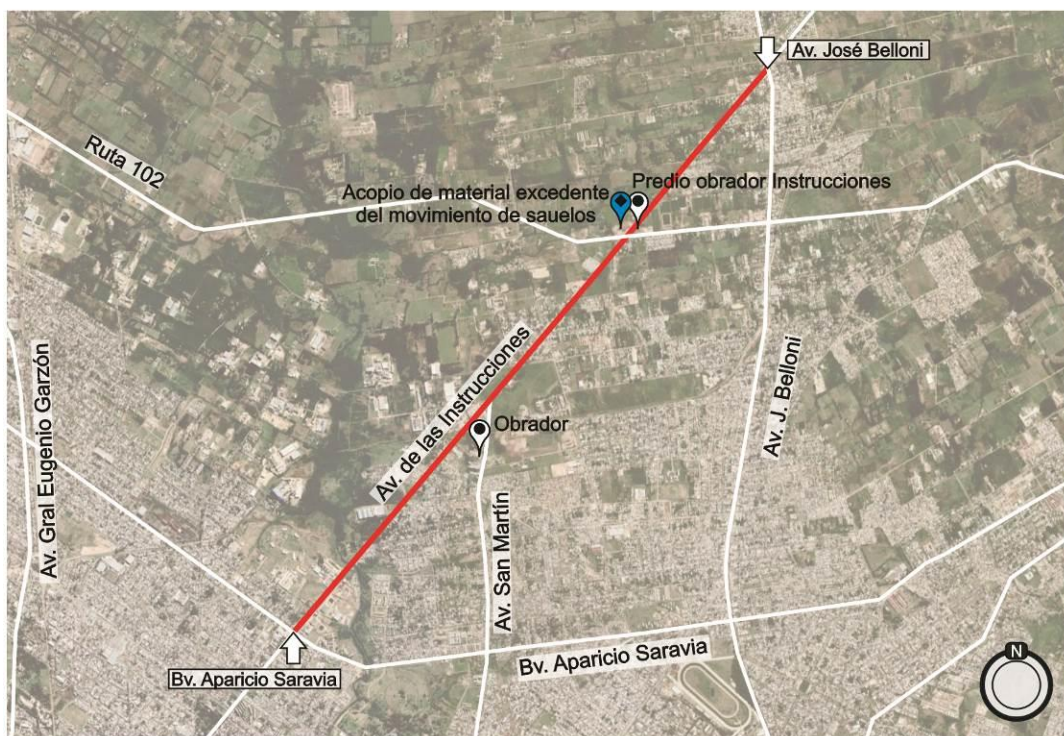 Av. José Belloni
Ruta 102
Acopio de material excedente
del movimiento de sauelos
Predio obrador Instrucciones
Av. de las Instrucciones
Av. J. Belloni
Av. Gral Eugenio Garzón
Obrador
Av. San Martín
Bv. Aparicio Saravia
Bv. Aparicio Saravia
N